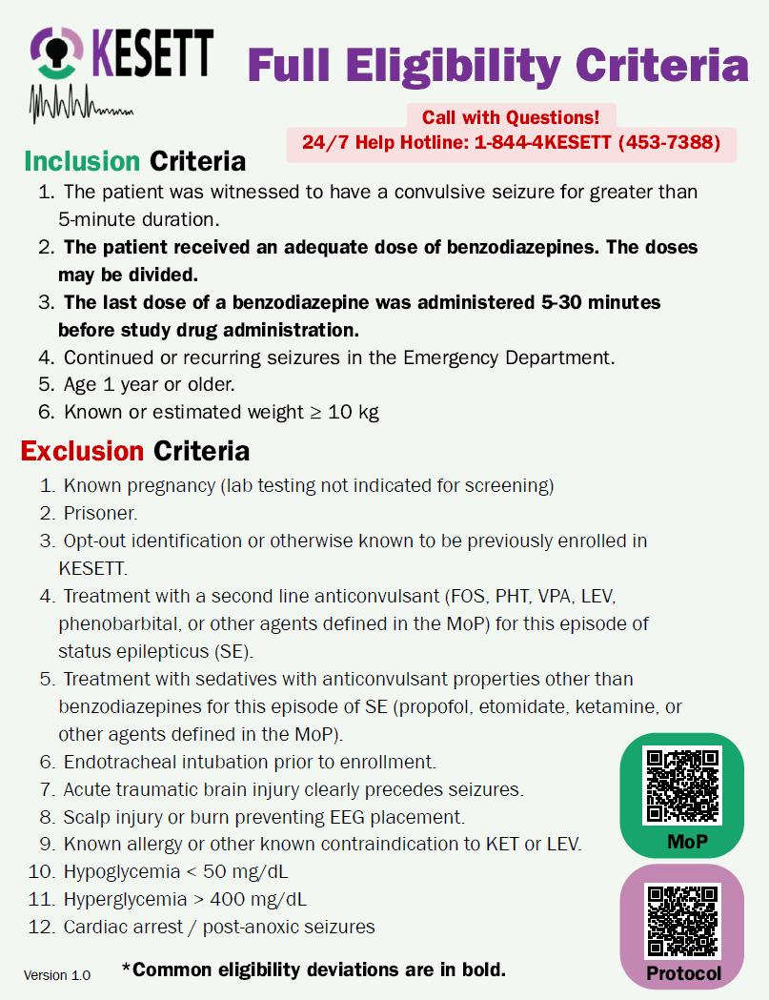 KESETT
Full Eligibility Criteria
Call with Questions!
24/7 Help Hotline: 1-844-4KESETT (453-7388)
Inclusion Criteria
1. The patient was witnessed to have a convulsive seizure for greater than
5-minute duration.
2. The patient received an adequate dose of benzodiazepines. The doses
may be divided.
3. The last dose of a benzodiazepine was administered 5-30 minutes
before study drug administration.
4. Continued or recurring seizures in the Emergency Department.
5. Age 1 year or older.
6. Known or estimated weight ≥ 10 kg
Exclusion Criteria
1. Known pregnancy (lab testing not indicated for screening)
2. Prisoner.
3. Opt-out identification or otherwise known to be previously enrolled in
KESETT.
4. Treatment with a second line anticonvulsant (FOS, PHT, VPA, LEV,
phenobarbital, or other agents defined in the MoP) for this episode of
status epilepticus (SE).
5. Treatment with sedatives with anticonvulsant properties other than
benzodiazepines for this episode of SE (propofol, etomidate, ketamine, or
other agents defined in the MoP).
6. Endotracheal intubation prior to enrollment.
7. Acute traumatic brain injury clearly precedes seizures.
8. Scalp injury or burn preventing EEG placement.
9. Known allergy or other known contraindication to KET or LEV.
10. Hypoglycemia < 50 mg/dL
11. Hyperglycemia > 400 mg/dL
12. Cardiac arrest / post-anoxic seizures
MoP
Protocol
Version 1.0
*Common eligibility deviations are in bold.